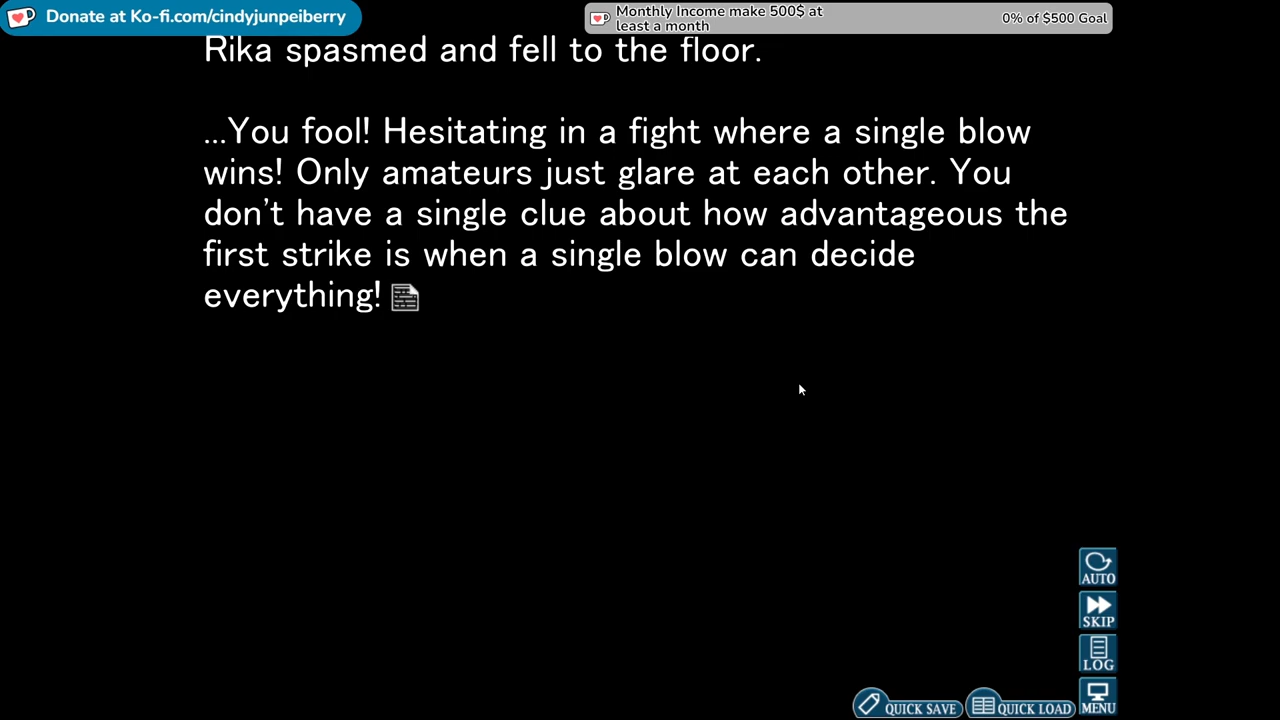 Donate at Ko-fi.com/cindyjunpeiberry
Monthly Income make 500$ at
least a month
0% of $500 Goal
Rika spasmed and fell to the floor.
...You fool! Hesitating in a fight where a single blow
wins! Only amateurs just glare at each other. You
don't have a single clue about how advantageous the
first strike is when a single blow can decide
everything!
AUTO
SKIP
LOG
MENU
QUICK SAVE
QUICK LOAD